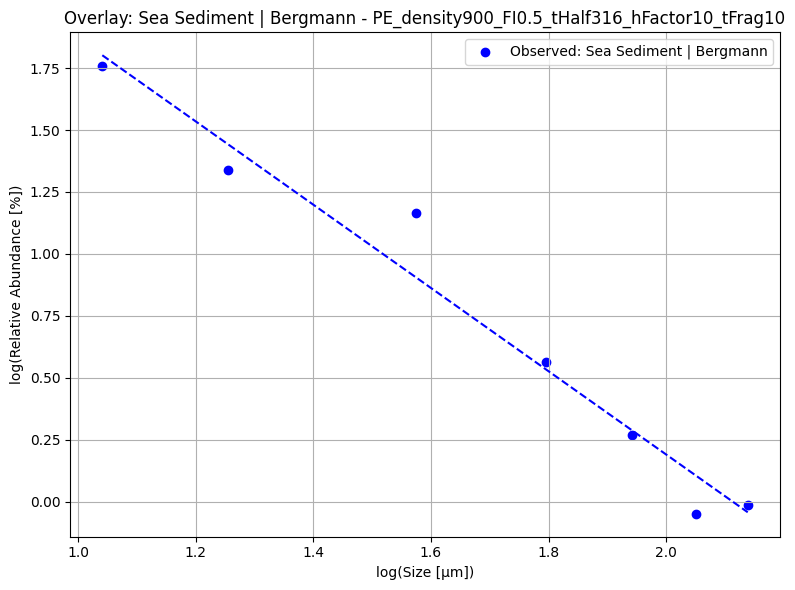 Overlay: Sea Sediment | Bergmann - PE_density900_FI0.5_tHalf316_hFactor10_tFrag10
Observed: Sea Sediment | Bergmann
log(Relative Abundance [%])
1.75
1.50
1.25
1.00
0.75
0.50
0.25
0.00
1.0 1.2 1.4 1.6 1.8 2.0
log(Size [µm])